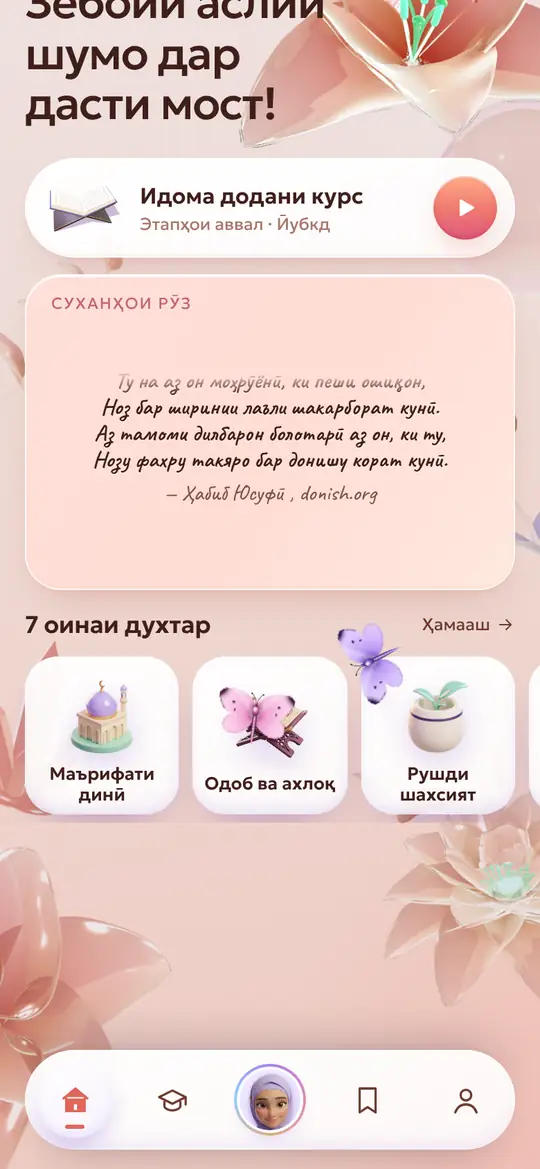 Зебоии аслии
шумо дар
дасти мост!
Идома додани курс
Этапҳои аввал · Йубкд
СУХАНҲОИ РӮЗ
Ту на аз он моҳрӯёнӣ, ки пеши ошиқон,
Ноз бар ширинии лаъли шакарборат кунӣ.
Аз тамоми дилбарон болотарӣ аз он, ки ту,
Нозу фахру такяро бар донишу корат кунӣ.
— Ҳабиб Юсуфӣ , donish.org
7 оинаи духтар
Ҳамааш →
Маърифати
динӣ
Одоб ва ахлоқ
Рушди
шахсият